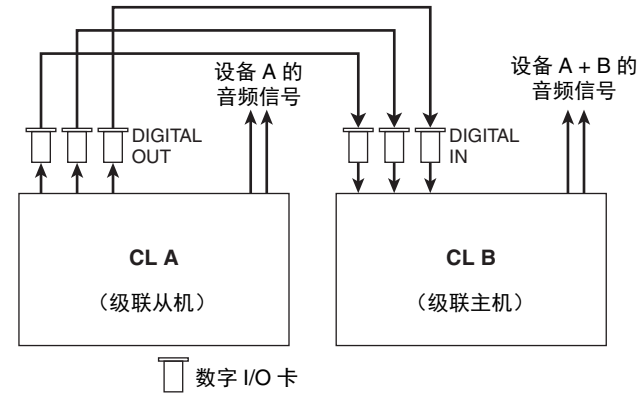 设备 A 的
音频信号
设备 A + B 的
音频信号
DIGITAL
OUT
DIGITAL
IN
CL A
（级联从机）
CL B
（级联主机）
数字 I/O 卡